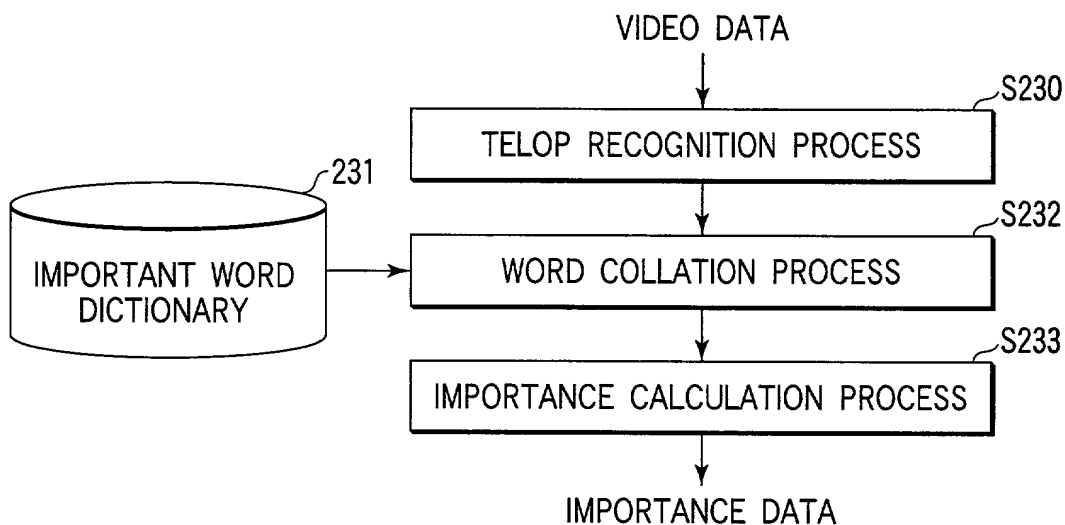 VIDEO DATA
S230
TELOP RECOGNITION PROCESS
231
S232
IMPORTANT WORD
DICTIONARY
WORD COLLATION PROCESS
S233
IMPORTANCE CALCULATION PROCESS
IMPORTANCE DATA